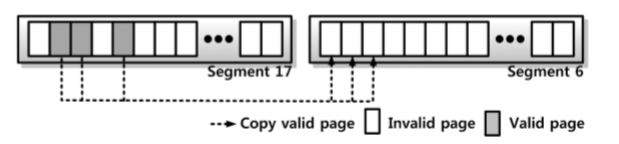 Segment 17
Segment 6
Copy valid page
Invalid page
Valid page